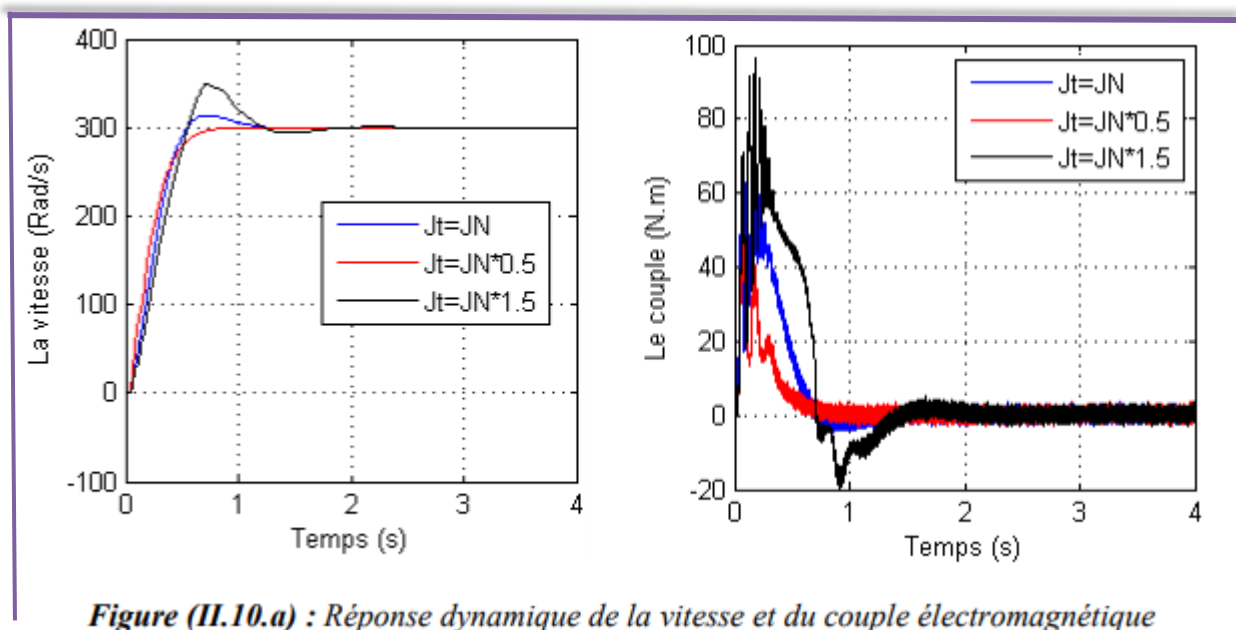 400
300
200
100
0
-100
La vitesse (Rad/s)
Jt=JN
Jt=JN*0.5
Jt=JN*1.5
0 1 2 3 4
Temps (s)
100
80
60
40
20
0
-20
Le couple (N.m)
Jt=JN
Jt=JN*0.5
Jt=JN*1.5
0 1 2 3 4
Temps (s)
Figure (II.10.a) : Réponse dynamique de la vitesse et du couple électromagnétique